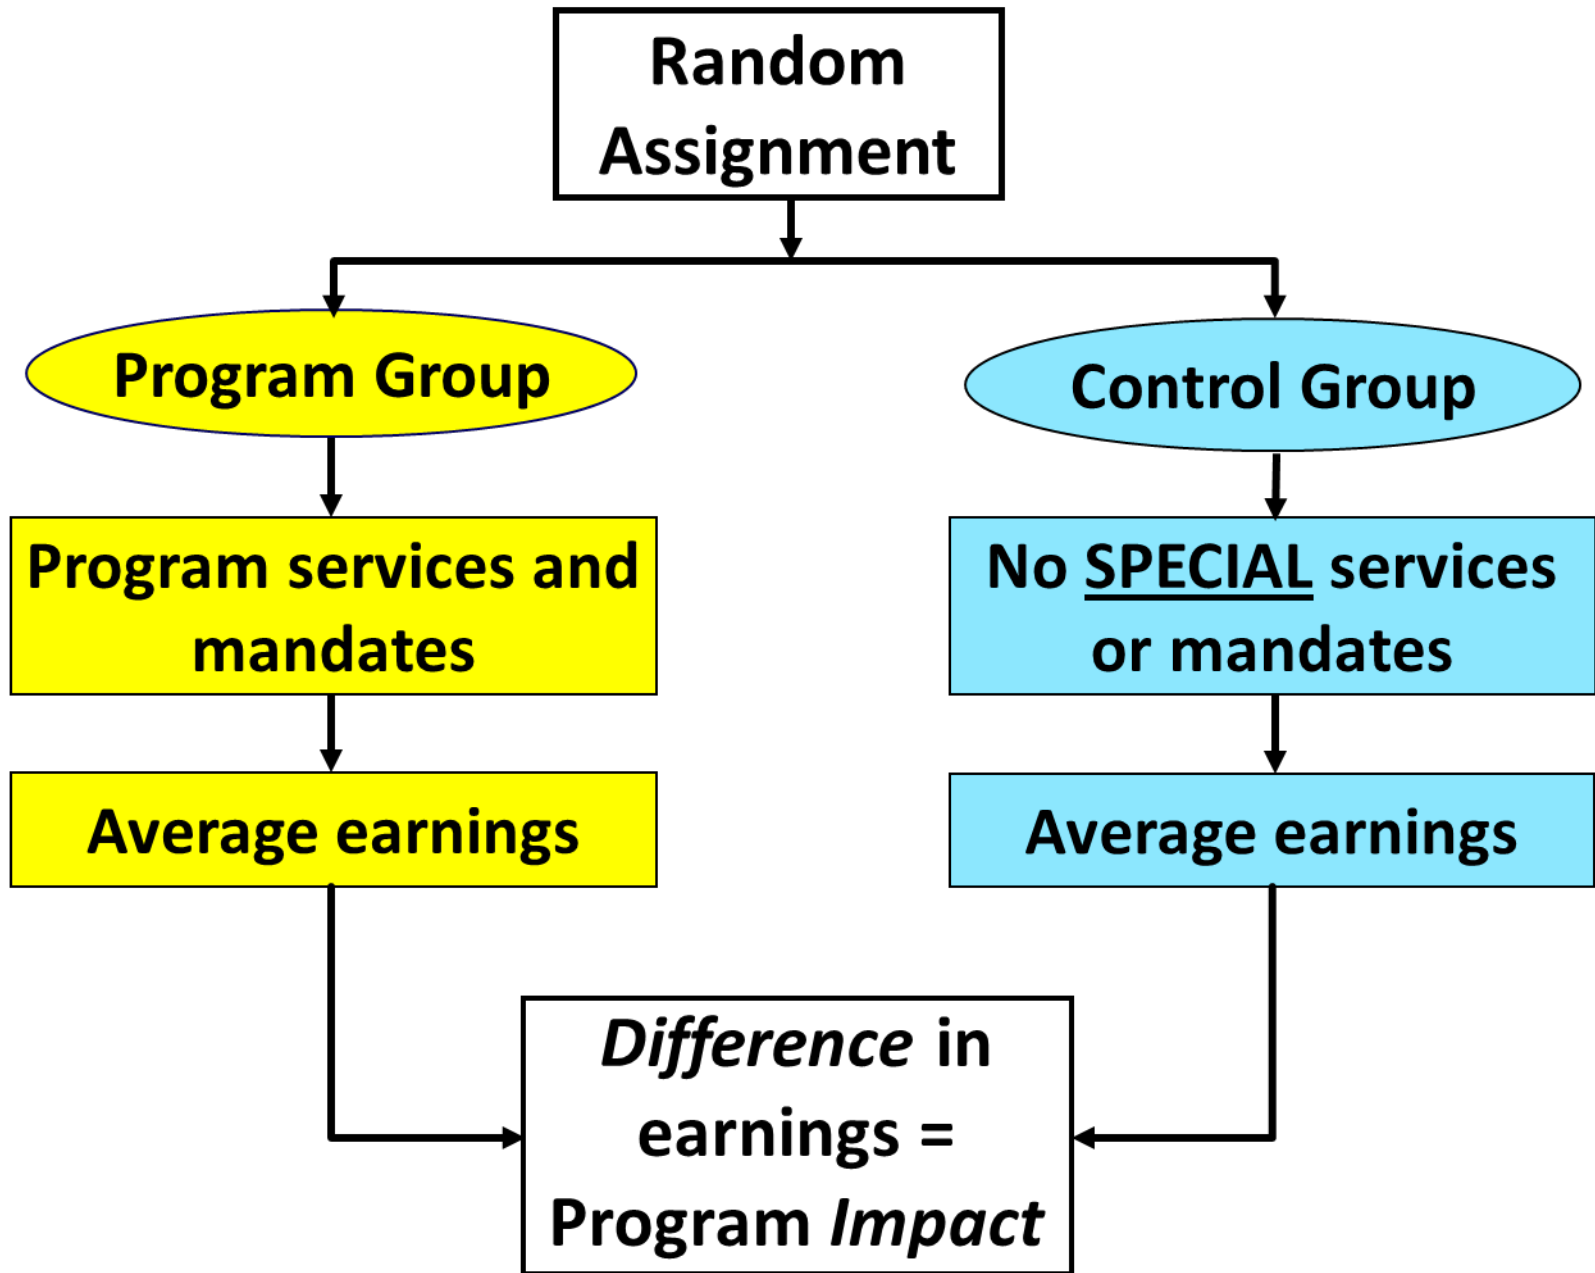 Random
Assignment
Program Group
Control Group
Program services and
mandates
No SPECIAL services
or mandates
Average earnings
Average earnings
Difference in
earnings =
Program Impact